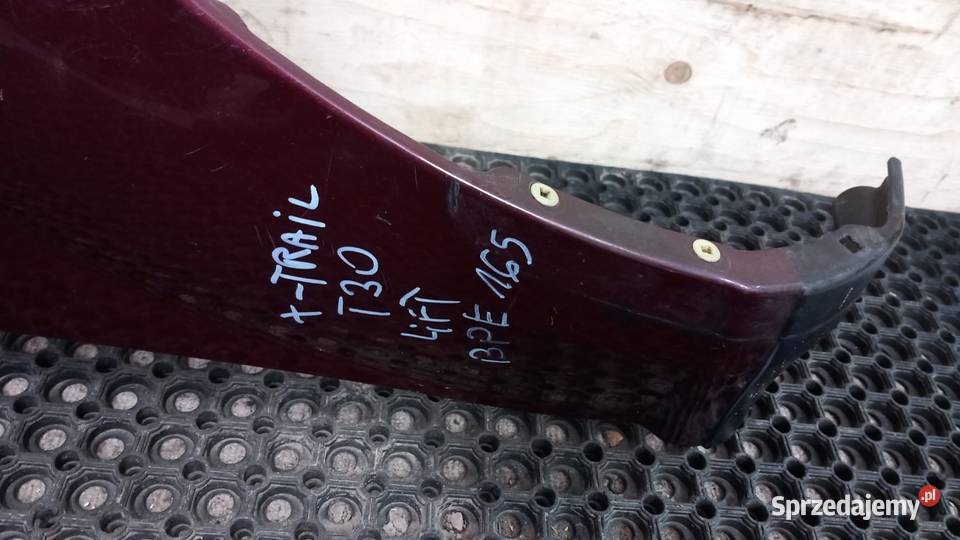 X-TRAiL
T30
LiFT
BPE 165
Sprzedajemy.pl